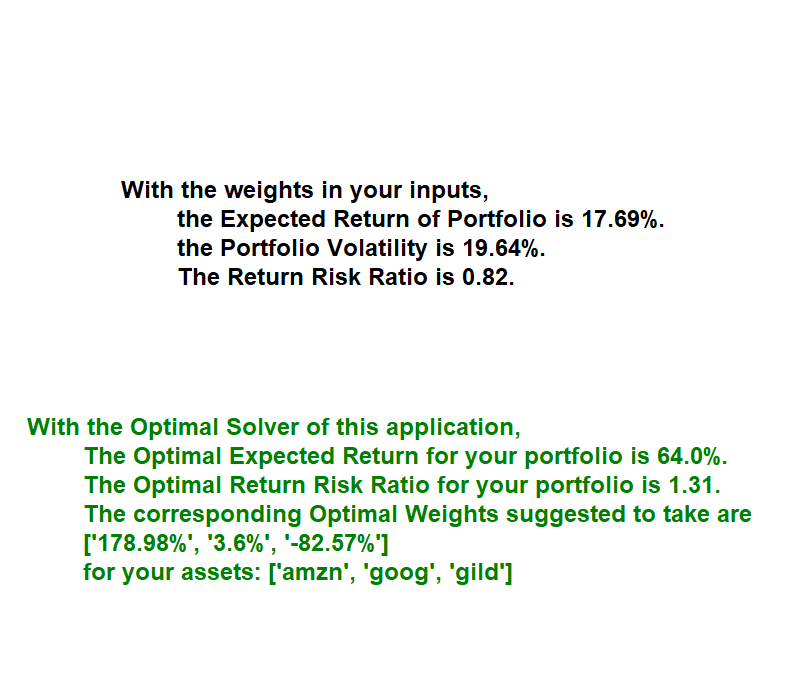 With the weights in your inputs,
the Expected Return of Portfolio is 17.69%.
the Portfolio Volatility is 19.64%.
The Return Risk Ratio is 0.82.
With the Optimal Solver of this application,
The Optimal Expected Return for your portfolio is 64.0%.
The Optimal Return Risk Ratio for your portfolio is 1.31.
The corresponding Optimal Weights suggested to take are
['178.98%', '3.6%', '-82.57%']
for your assets: ['amzn', 'goog', 'gild']